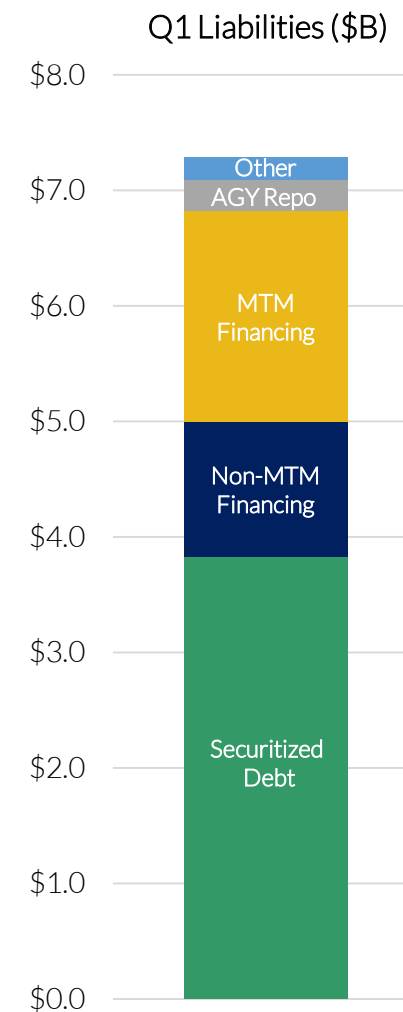 Q1 Liabilities ($B)
$8.0
Other
$7.0
AGY Repo
MTM
Financing
$6.0
$5.0
Non-MTM
Financing
$4.0
$3.0
Securitized
Debt
$2.0
$1.0
$0.0